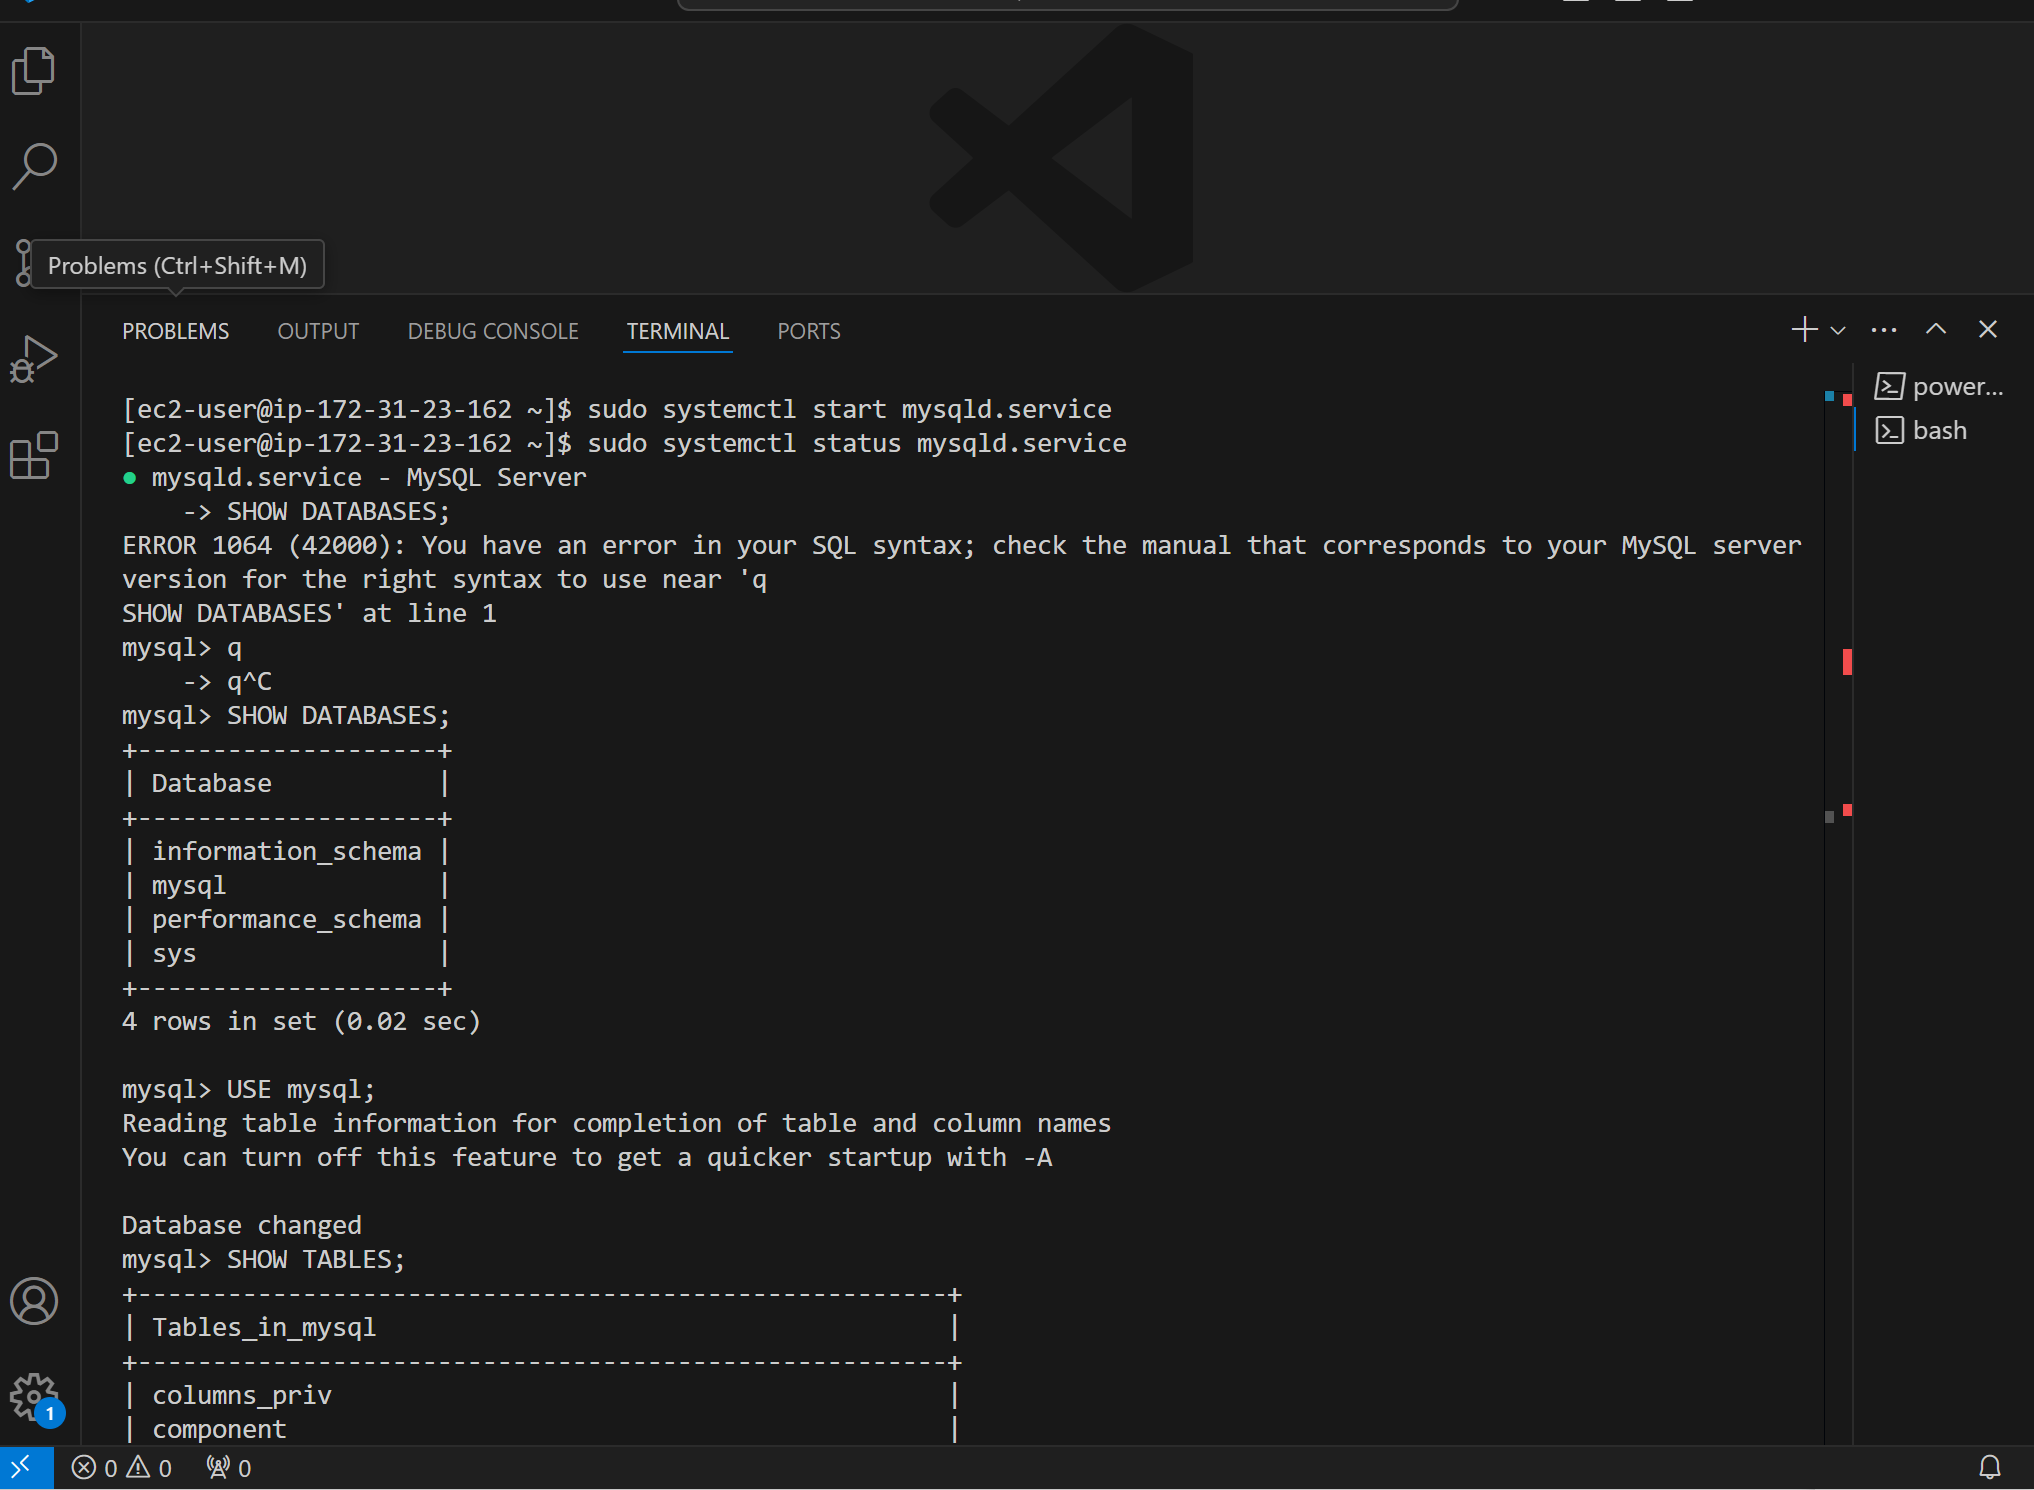 Problems (Ctrl+Shift+M)
PROBLEMS OUTPUT DEBUG CONSOLE TERMINAL PORTS
power...
bash
[ec2-user@ip-172-31-23-162 ~]$ sudo systemctl start mysqld.service
[ec2-user@ip-172-31-23-162 ~]$ sudo systemctl status mysqld.service
● mysqld.service - MySQL Server
    -> SHOW DATABASES;
ERROR 1064 (42000): You have an error in your SQL syntax; check the manual that corresponds to your MySQL server
version for the right syntax to use near 'q
SHOW DATABASES' at line 1
mysql> q
    -> q^C
mysql> SHOW DATABASES;
+--------------------+
| Database           |
+--------------------+
| information_schema |
| mysql              |
| performance_schema |
| sys                |
+--------------------+
4 rows in set (0.02 sec)

mysql> USE mysql;
Reading table information for completion of table and column names
You can turn off this feature to get a quicker startup with -A

Database changed
mysql> SHOW TABLES;
+------------------------------------------------------+
| Tables_in_mysql                                      |
+------------------------------------------------------+
| columns_priv                                         |
| component                                            |
1
0 0 0